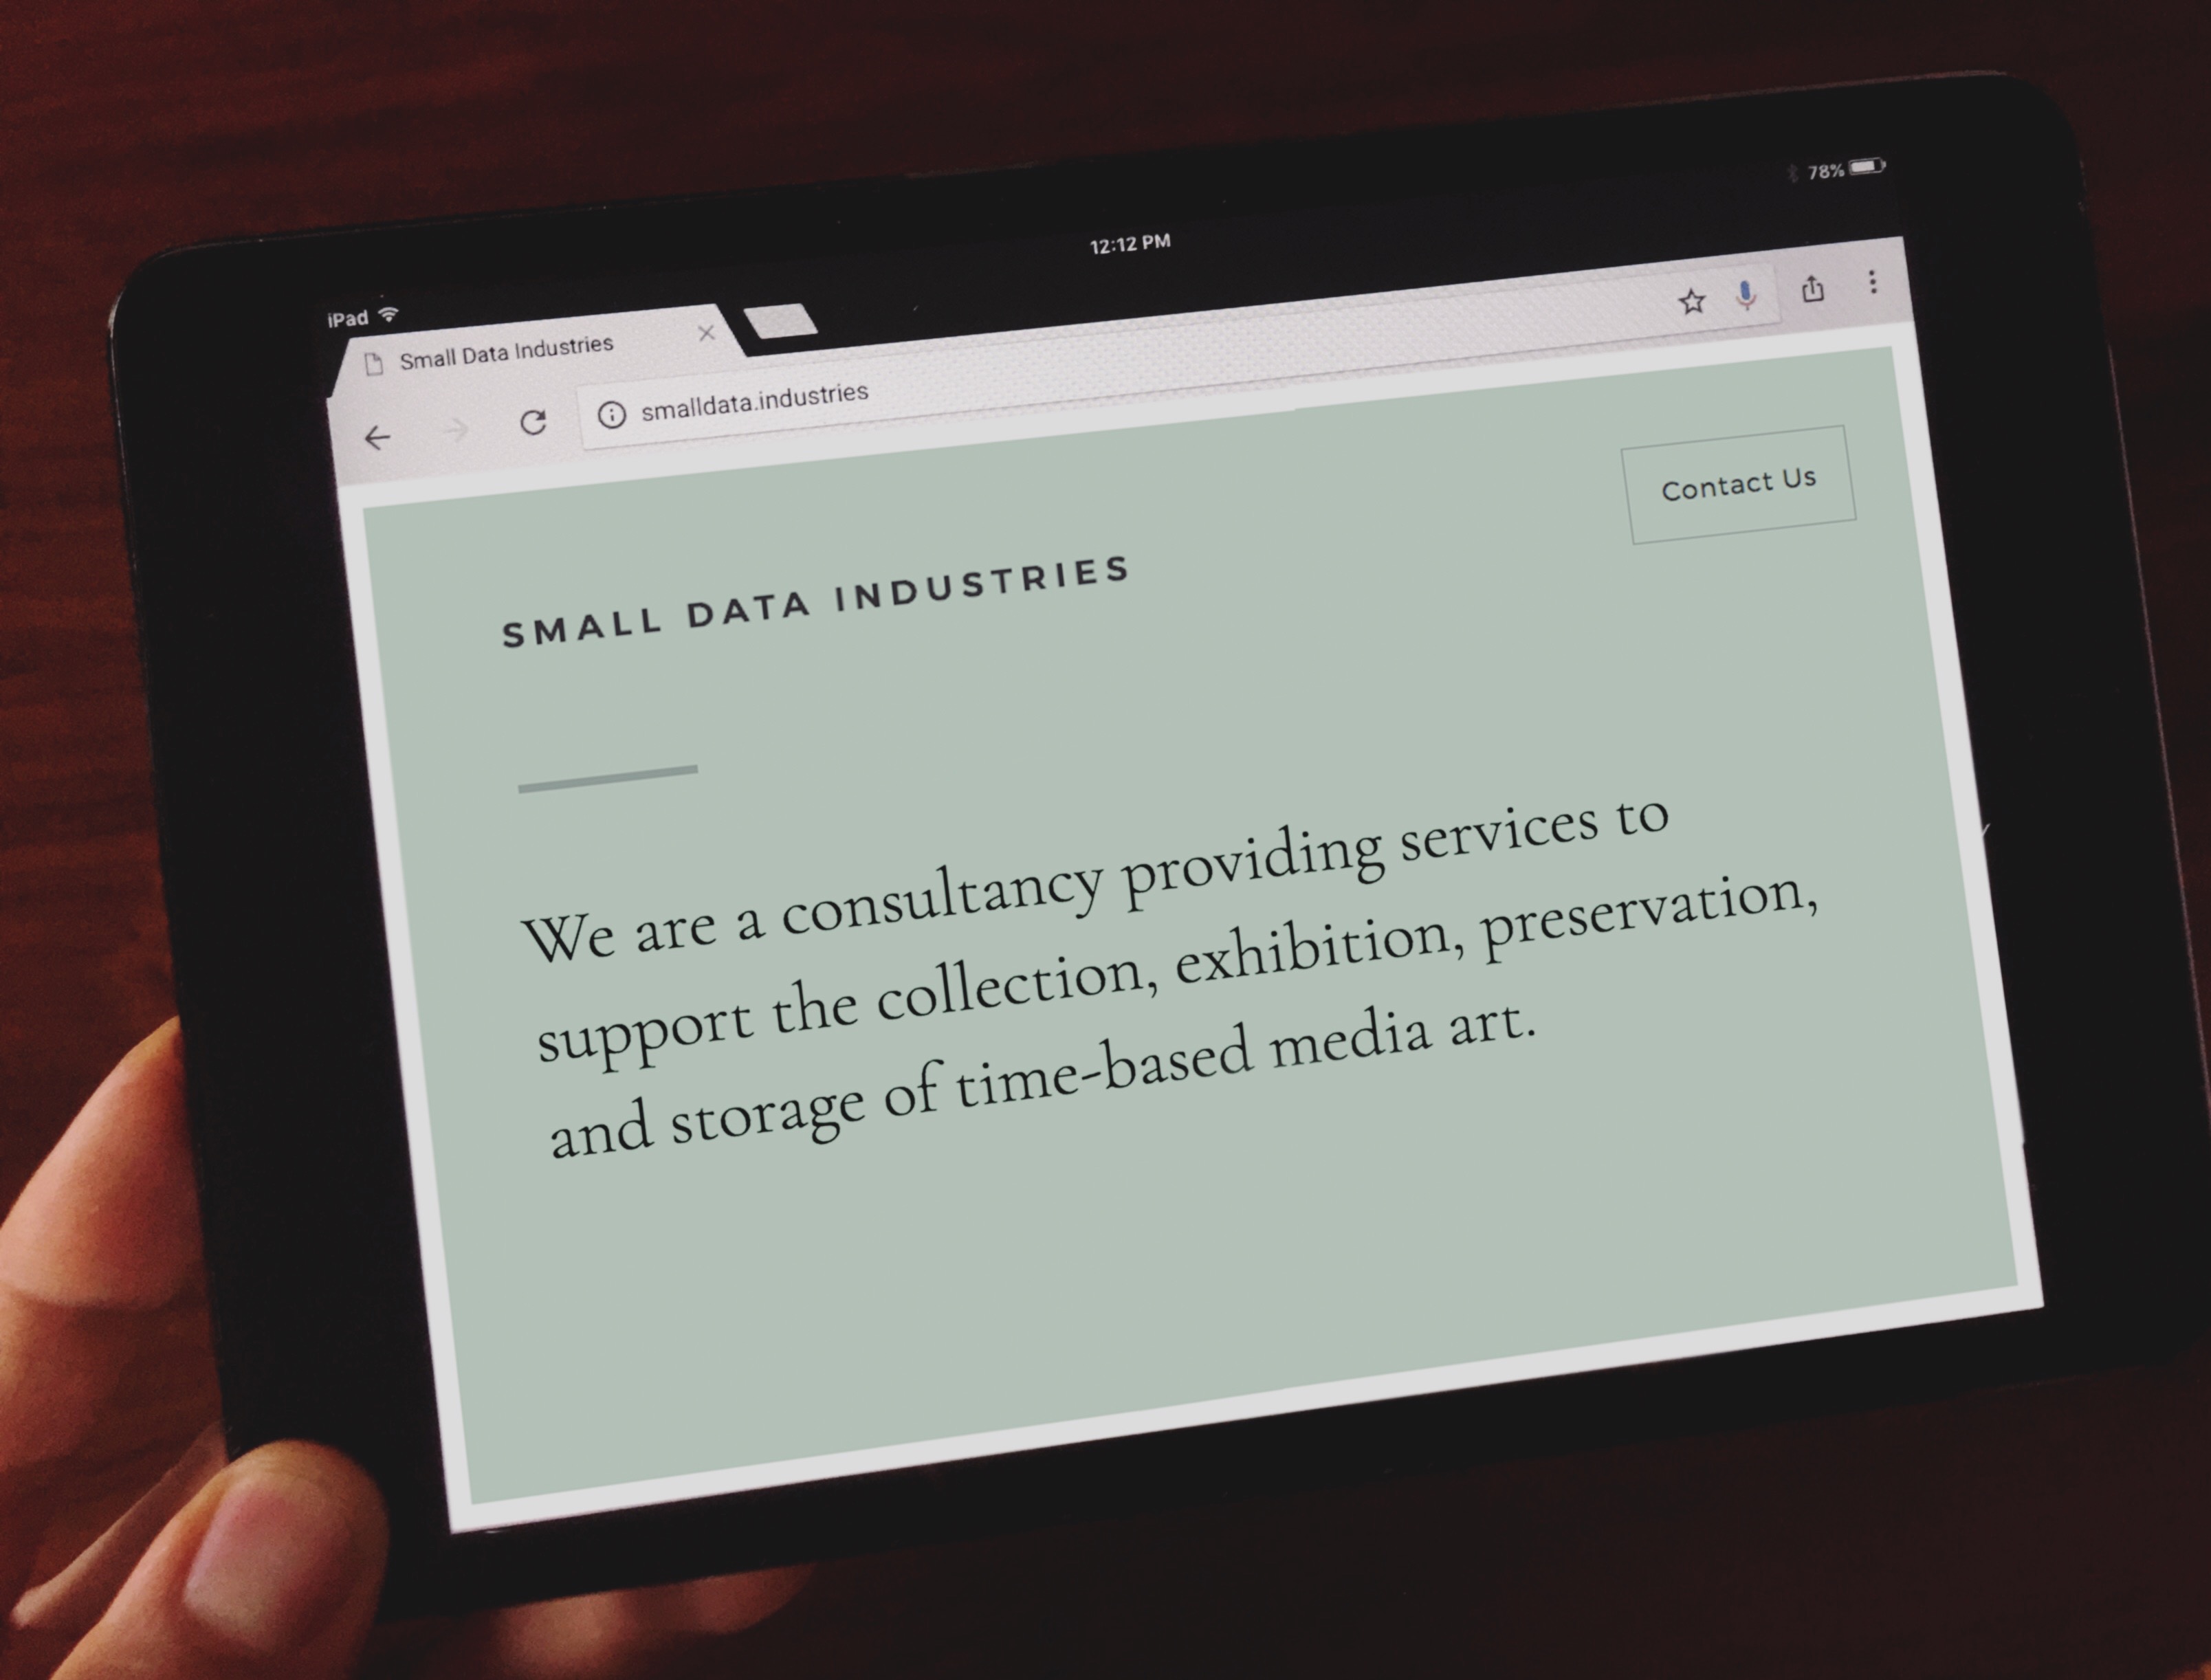 78%
12:12 PM
iPad
Small Data Industries
smalldata.industries
Contact Us
SMALL DATA INDUSTRIES
We are a consultancy providing services to
support the collection, exhibition, preservation,
and storage of time-based media art.